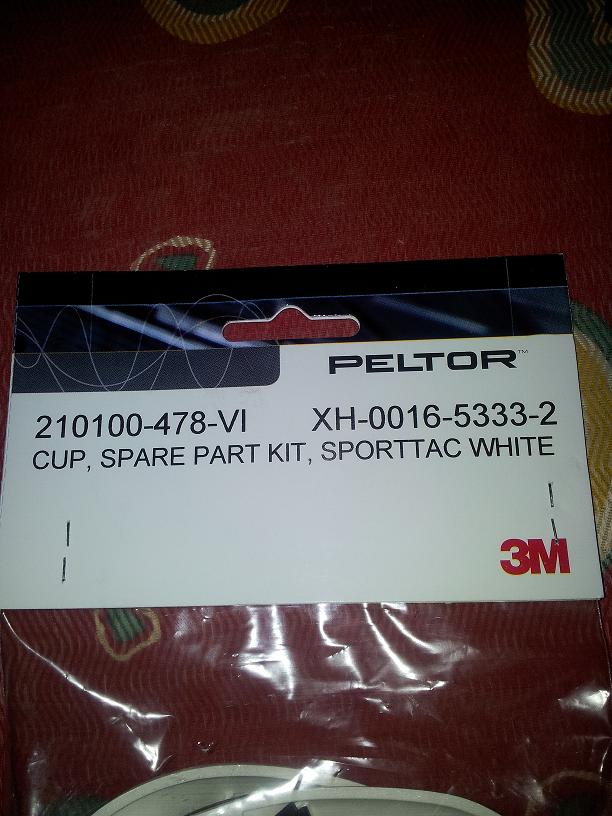 PELTOR™
210100-478-VI XH-0016-5333-2
CUP, SPARE PART KIT, SPORTTAC WHITE
3M